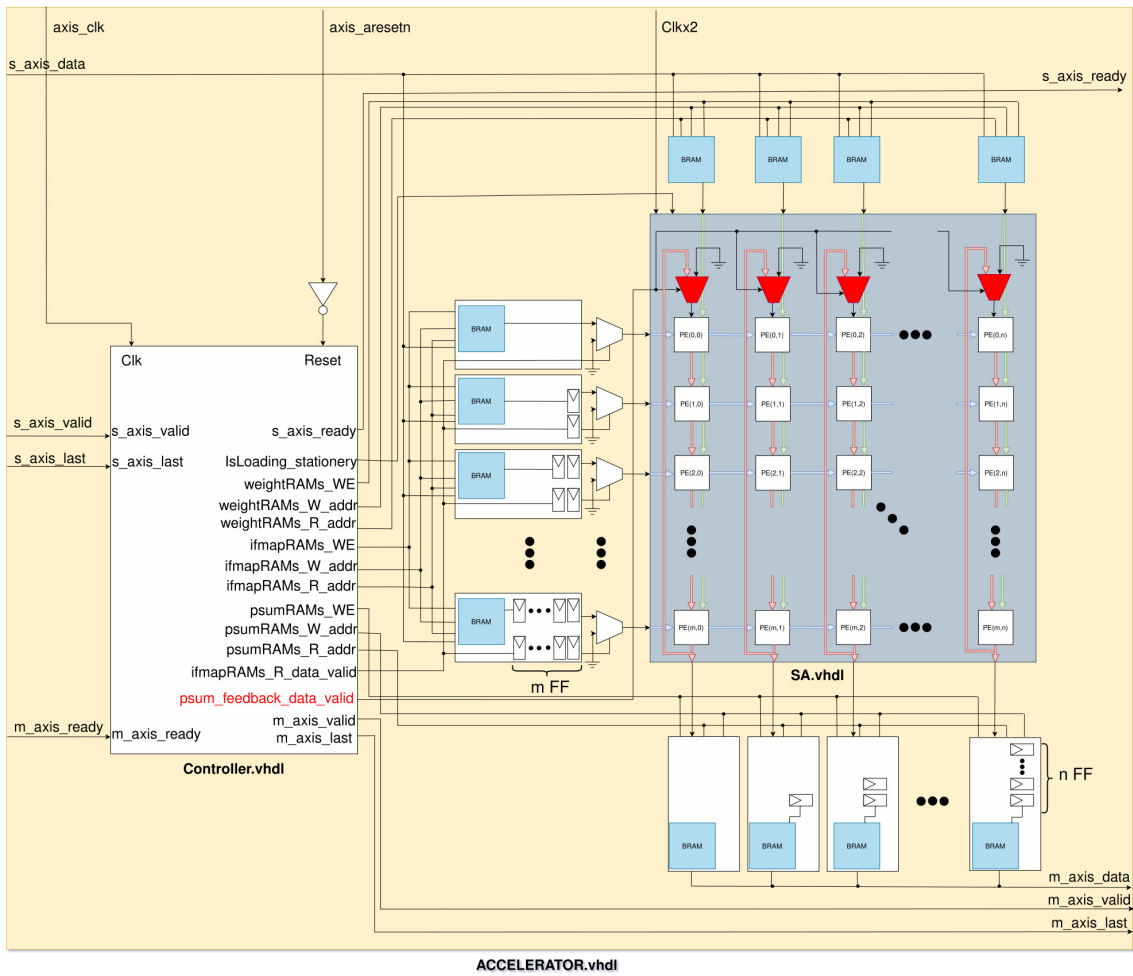 axis_clk
axis_aresetn
Clkx2
s_axis_data
s_axis_ready
BRAM
BRAM
BRAM
BRAM
Clk
Reset
s_axis_valid
s_axis_valid
s_axis_ready
s_axis_last
s_axis_last
IsLoading_stationery
weightRAMs_WE
weightRAMs_W_addr
weightRAMs_R_addr
ifmapRAMs_WE
ifmapRAMs_W_addr
ifmapRAMs_R_addr
psumRAMs_WE
psumRAMs_W_addr
psumRAMs_R_addr
ifmapRAMs_R_data_valid
psum_feedback_data_valid
m_axis_ready
m_axis_ready
m_axis_valid
m_axis_last
Controller.vhdl
BRAM
BRAM
BRAM
BRAM
m FF
PE(0,0)
PE(0,1)
PE(0,2)
PE(0,n)
PE(1,0)
PE(1,1)
PE(1,2)
PE(1,n)
PE(2,0)
PE(2,1)
PE(2,2)
PE(2,n)
PE(m,0)
PE(m,1)
PE(m,2)
PE(m,n)
SA.vhdl
n FF
BRAM
BRAM
BRAM
BRAM
m_axis_data
m_axis_valid
m_axis_last
ACCELERATOR.vhdl